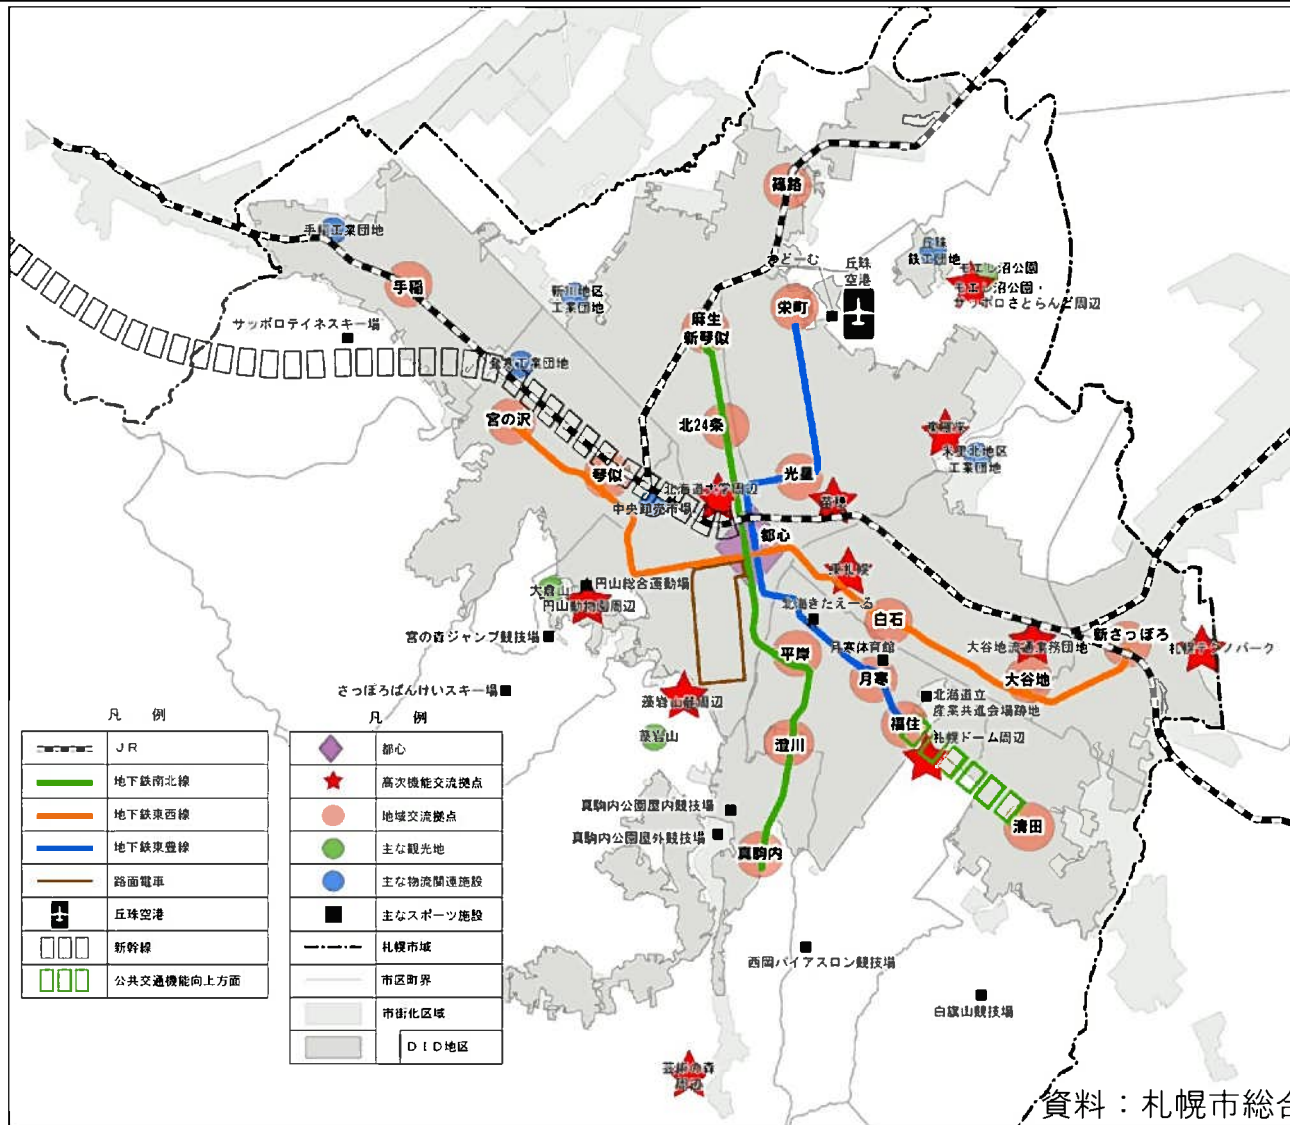 篠路
さどーむ
丘珠
空港
丘珠
鉄工団地
モエレ沼公園
モエレ沼公園・
サッポロさとらんど周辺
手稲工業団地
手稲
新川地区
工業団地
栄町
麻生
新琴似
サッポロテイネスキー場
発寒工業団地
宮の沢
北24条
東雁来
米里北地区
工業団地
琴似
光星
北海道大学周辺
苗穂
中央卸売市場
都心
東札幌
大倉山
円山総合運動場
円山動物園周辺
北海きたえーる
白石
宮の森ジャンプ競技場
平岸
月寒体育館
大谷地流通業務団地
新さっぽろ
札幌テクノパーク
月寒
大谷地
さっぽろばんけいスキー場
藻岩山麓周辺
北海道立
産業共進会場跡地
福住
藻岩山
澄川
札幌ドーム周辺
真駒内公園屋内競技場
真駒内公園屋外競技場
清田
真駒内
西岡バイアスロン競技場
白旗山競技場
芸術の森
周辺
凡 例
JR
地下鉄南北線
地下鉄東西線
地下鉄東豊線
路面電車
丘珠空港
新幹線
公共交通機能向上方面
凡 例
都心
高次機能交流拠点
地域交流拠点
主な観光地
主な物流関連施設
主なスポーツ施設
札幌市域
市区町界
市街化区域
DID地区
資料：札幌市総合